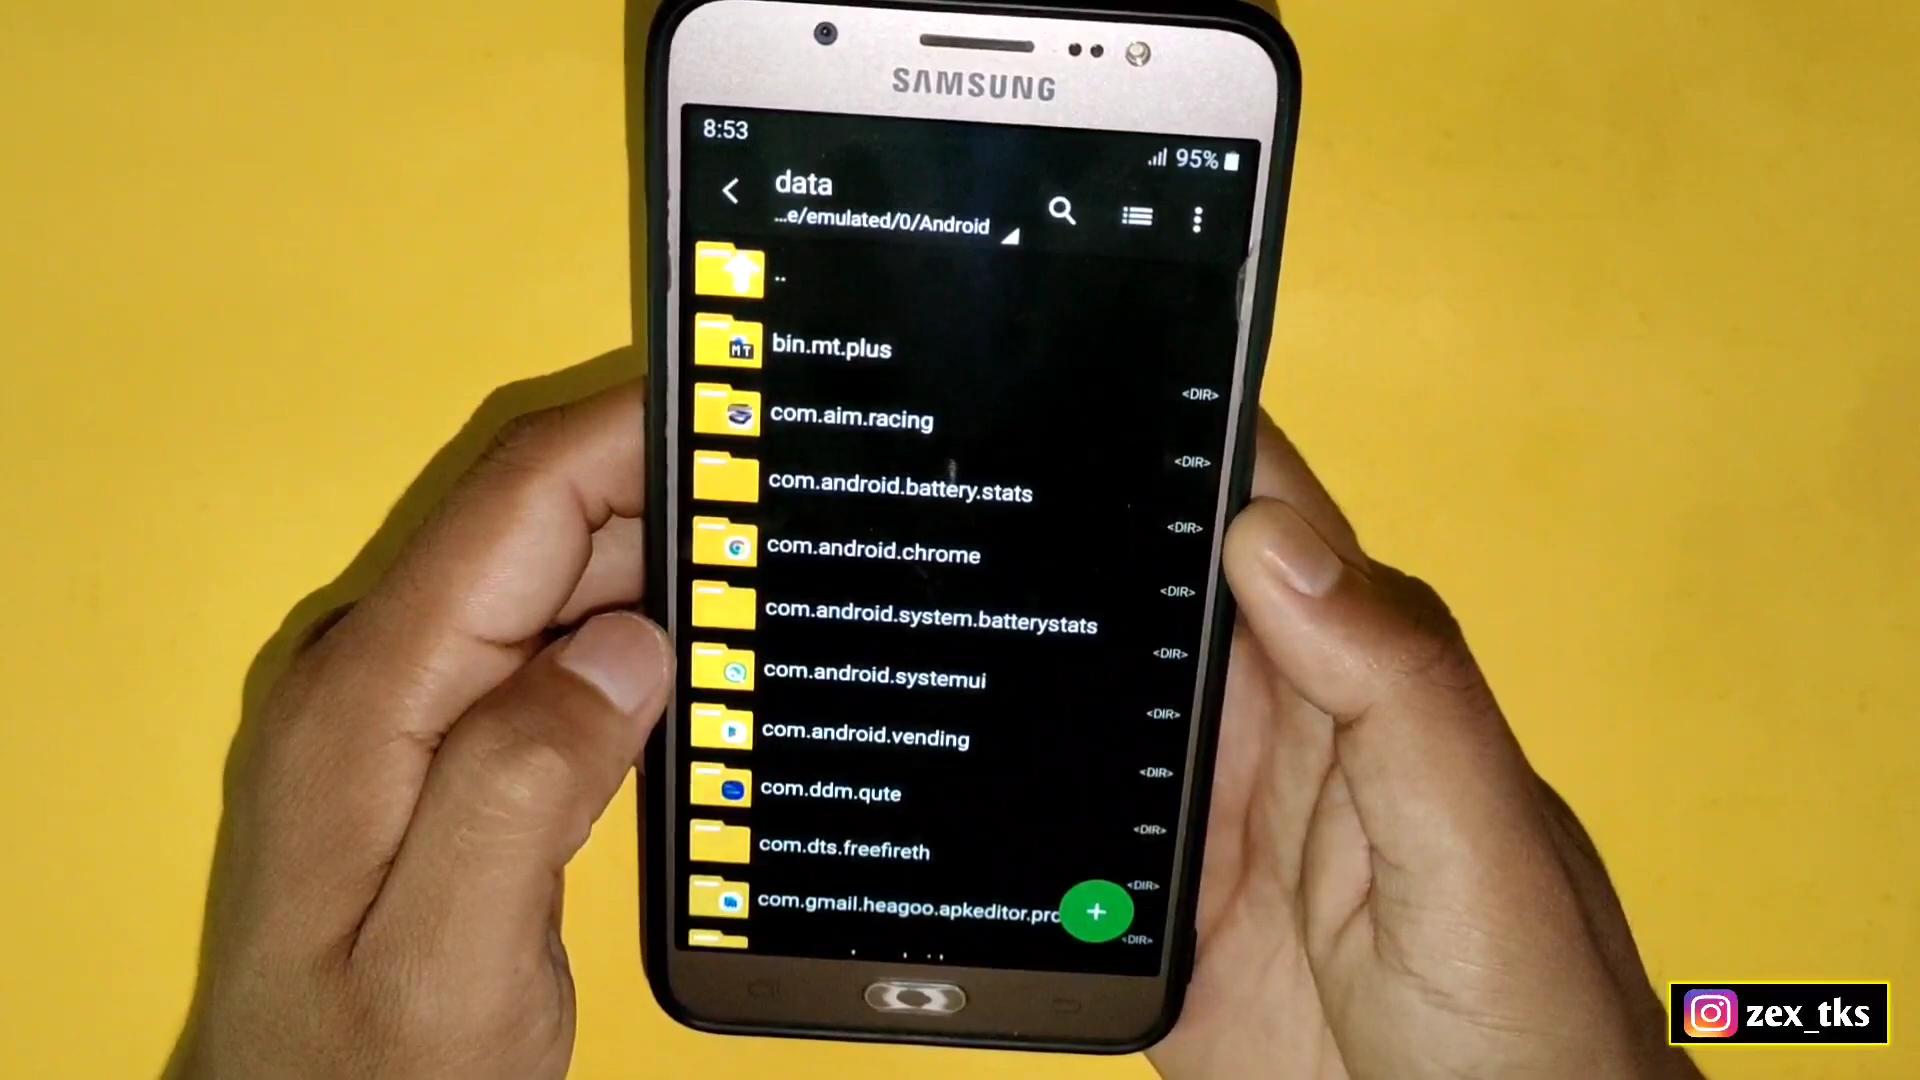 SAMSUNG
8:53
95%
data
...e/emulated/0/Android
..
bin.mt.plus
MT
<DIR>
com.aim.racing
<DIR>
com.android.battery.stats
<DIR>
com.android.chrome
<DIR>
com.android.system.batterystats
<DIR>
com.android.systemui
<DIR>
com.android.vending
<DIR>
com.ddm.qute
<DIR>
com.dts.freefireth
<DIR>
com.gmail.heagoo.apkeditor.pro
<DIR>
zex_tks